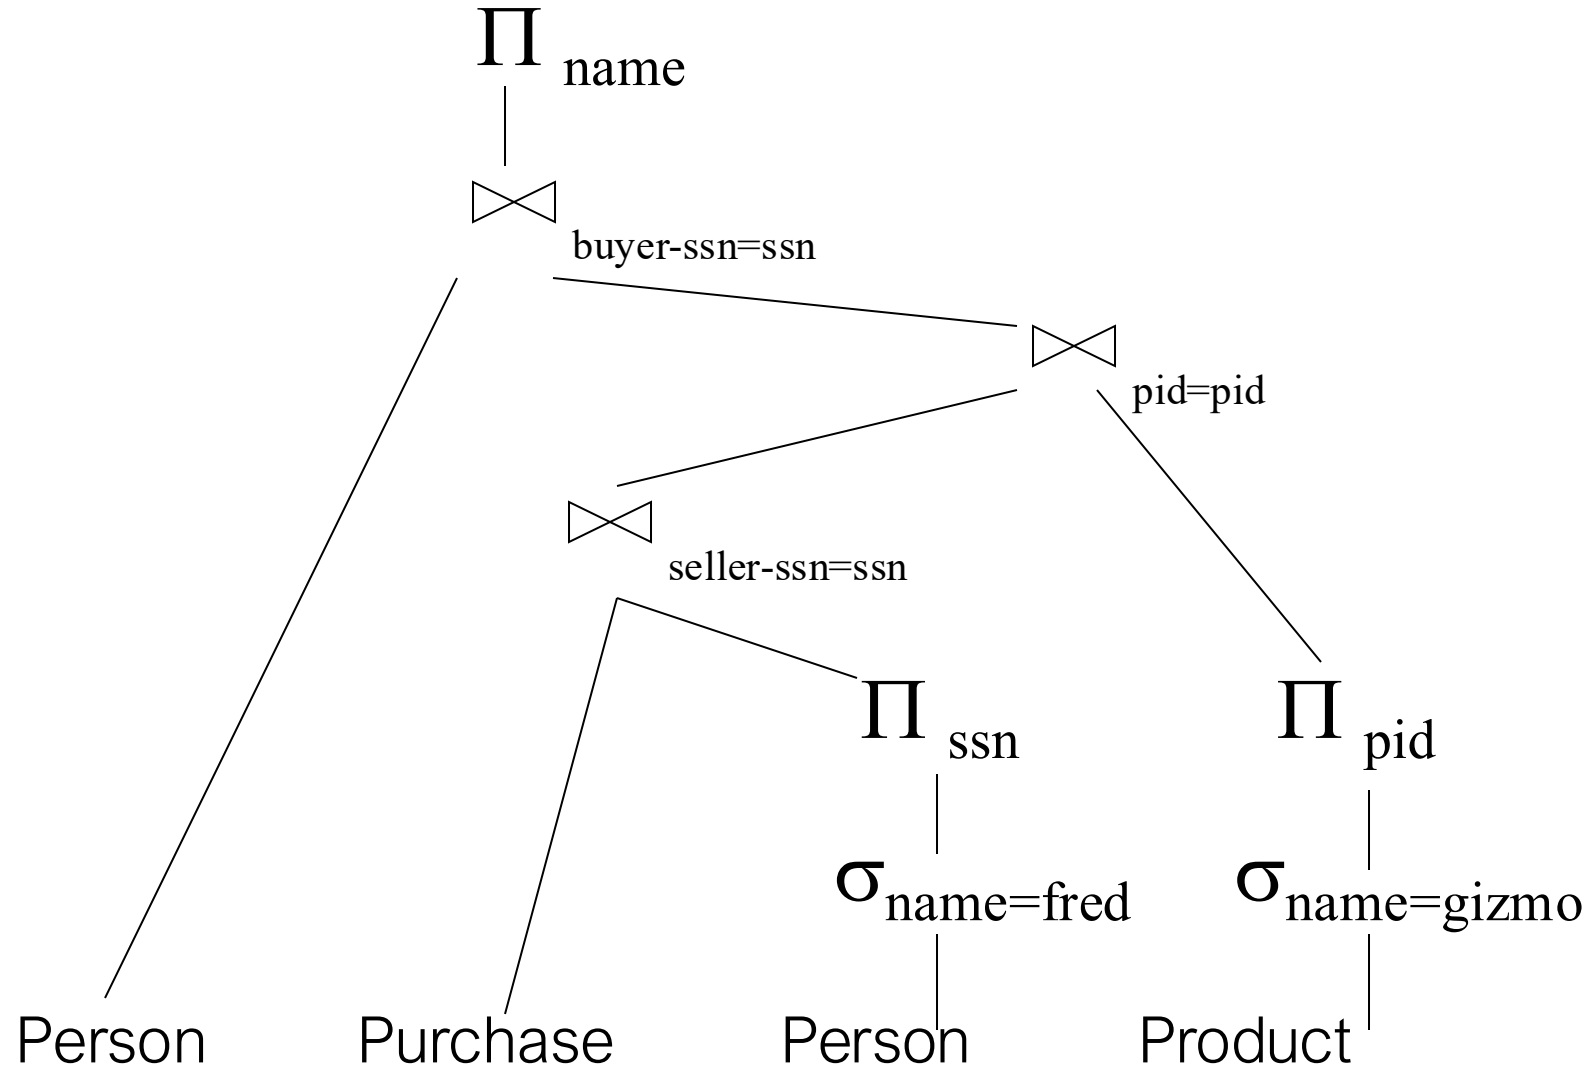 Π name
buyer-ssn=ssn
pid=pid
seller-ssn=ssn
Π ssn Π pid
σname=fred σname=gizmo
Person Purchase Person Product